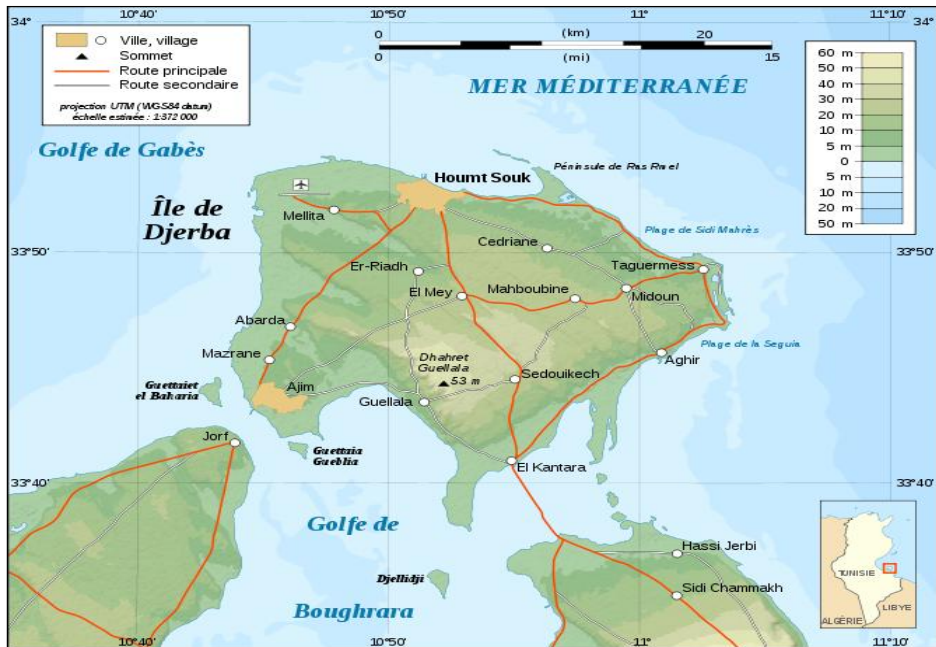 10°40'
10°50'
11°
11°10'
34°
34°
Ville, village
Sommet
Route principale
Route secondaire
projection UTM (WGS84 datum)
échelle estimée : 1:372 000
0 (km) 20
0 (mi) 15
60 m
50 m
40 m
30 m
20 m
10 m
5 m
0
5 m
10 m
20 m
50 m
MER MÉDITERRANÉE
Golfe de Gabès
Île de
Djerba
Houmt Souk
Péninsule de Ras Rmel
Mellita
Cedriane
Plage de Sidi Mahrès
33°50'
33°50'
Er-Riadh
Taguermess
El Mey
Mahboubine
Midoun
Abarda
Plage de la Seguia
Mazrane
Aghir
Dhahret
Guellala
53 m
Sedouikech
Guettaiet
el Baharia
Ajim
Guellala
Jorf
Guettaia
Gueblia
El Kantara
33°40'
33°40'
Golfe de
Boughrara
Hassi Jerbi
Djellidji
Sidi Chammakh
TUNISIE
LIBYE
ALGÉRIE
10°40'
10°50'
11°
11°10'